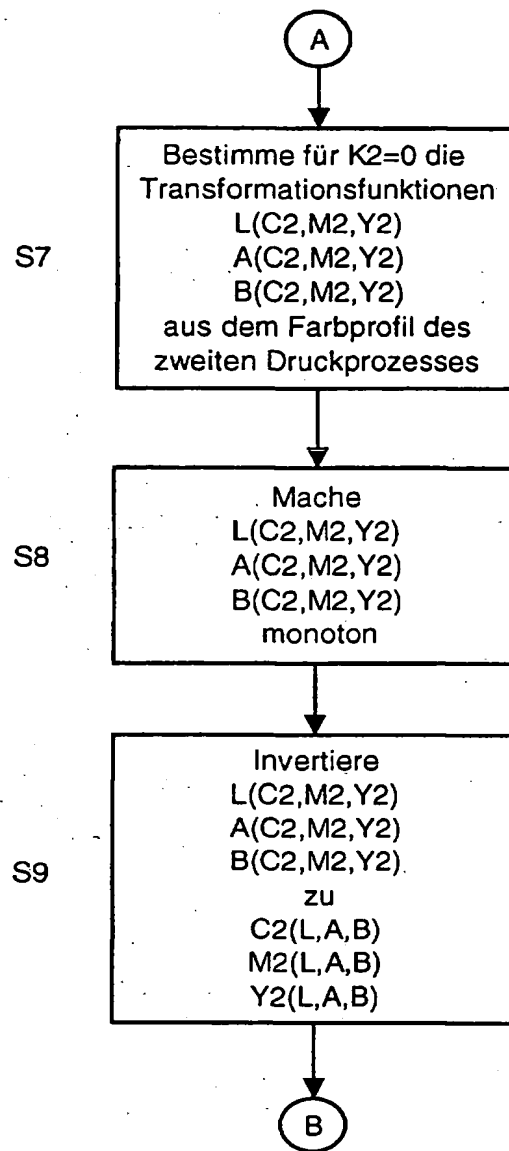 A
Bestimme für K2=0 die
Transformationsfunktionen
L(C2,M2,Y2)
S7
A(C2,M2,Y2)
B(C2,M2,Y2)
aus dem Farbprofil des
zweiten Druckprozesses
Mache
L(C2,M2,Y2)
S8
A(C2,M2,Y2)
B(C2,M2,Y2)
monoton
Invertiere
L(C2,M2,Y2)
A(C2,M2,Y2)
B(C2,M2,Y2)
S9
zu
C2(L,A,B)
M2(L,A,B)
Y2(L,A,B)
B